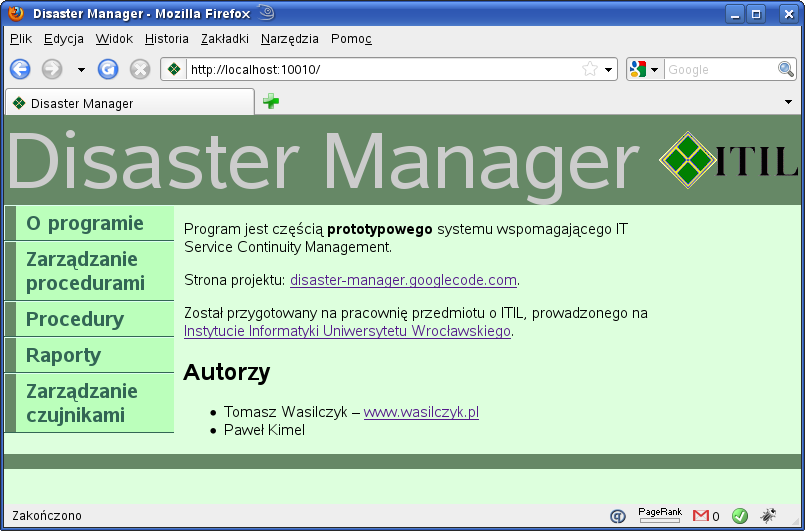 Disaster Manager - Mozilla Firefox
Plik Edycja Widok Historia Zakładki Narzędzia Pomoc
http://localhost:10010/ Google
Disaster Manager
Disaster Manager ITIL
O programie
Zarządzanie
procedurami
Procedury
Raporty
Zarządzanie
czujnikami
Program jest częścią prototypowego systemu wspomagającego IT
Service Continuity Management.
Strona projektu: disaster-manager.googlecode.com.
Został przygotowany na pracownię przedmiotu o ITIL, prowadzonego na
Instytucie Informatyki Uniwersytetu Wrocławskiego.
Autorzy
• Tomasz Wasilczyk – www.wasilczyk.pl
• Paweł Kimel
Zakończono PageRank 0